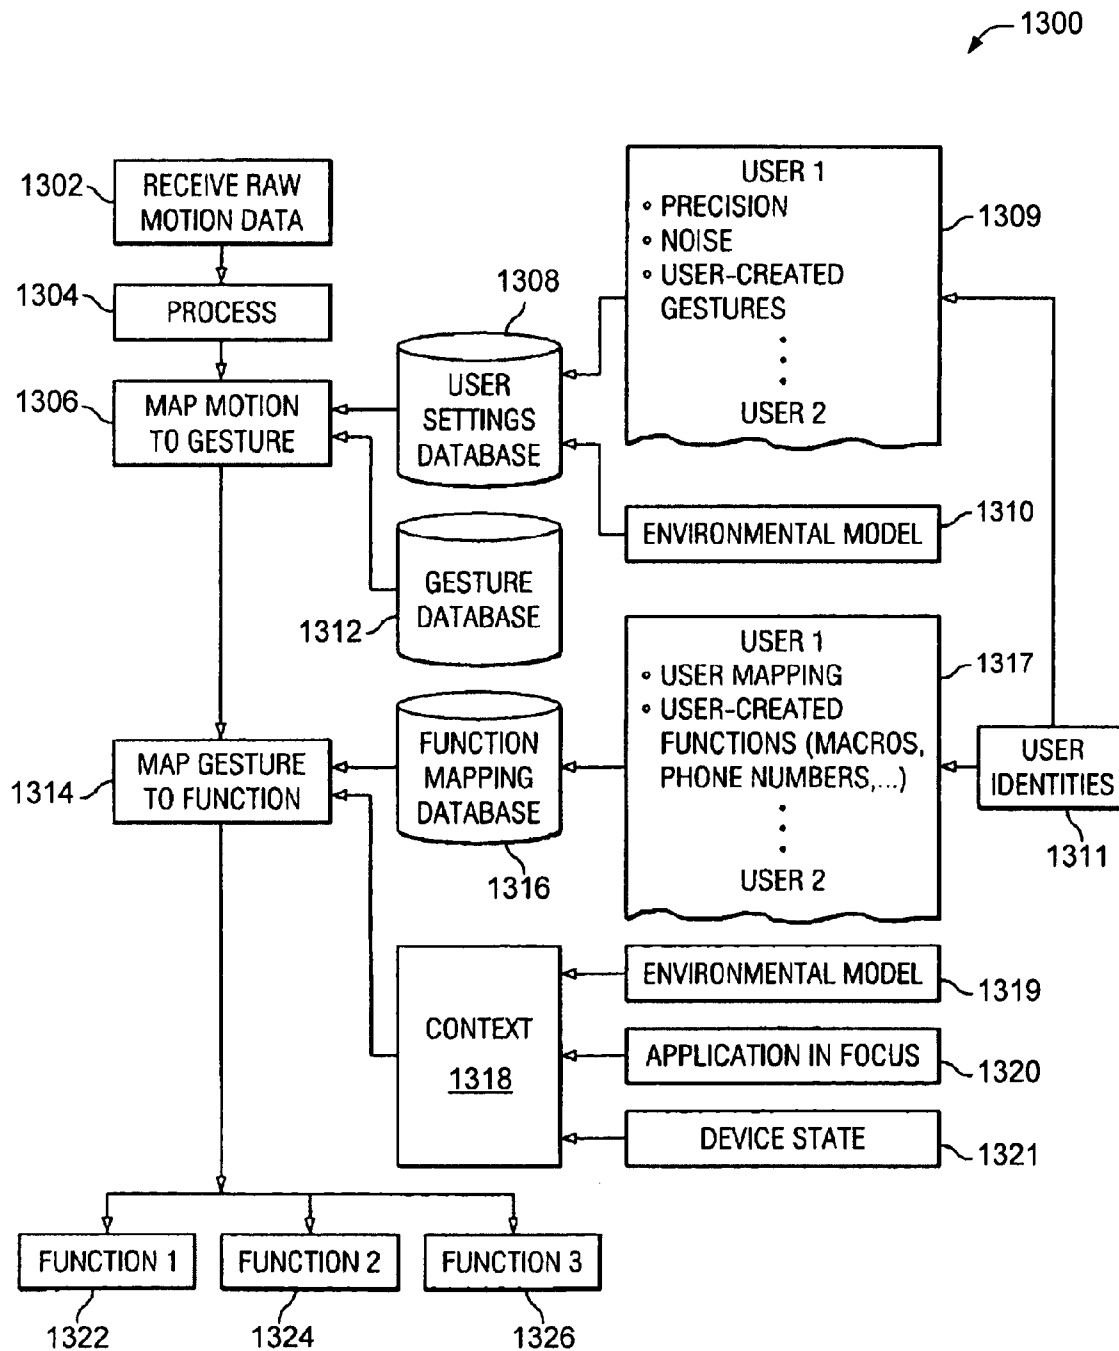 1300
1302
RECEIVE RAW
MOTION DATA
1304
PROCESS
1306
MAP MOTION
TO GESTURE
1308
USER
SETTINGS
DATABASE
USER 1
• PRECISION
• NOISE
• USER-CREATED
GESTURES
USER 2
1309
ENVIRONMENTAL MODEL
1310
GESTURE
DATABASE
1312
1314
MAP GESTURE
TO FUNCTION
FUNCTION
MAPPING
DATABASE
1316
USER 1
• USER MAPPING
• USER-CREATED
FUNCTIONS (MACROS,
PHONE NUMBERS,...)
USER 2
1317
USER
IDENTITIES
1311
CONTEXT
1318
ENVIRONMENTAL MODEL
1319
APPLICATION IN FOCUS
1320
DEVICE STATE
1321
FUNCTION 1
FUNCTION 2
FUNCTION 3
1322
1324
1326